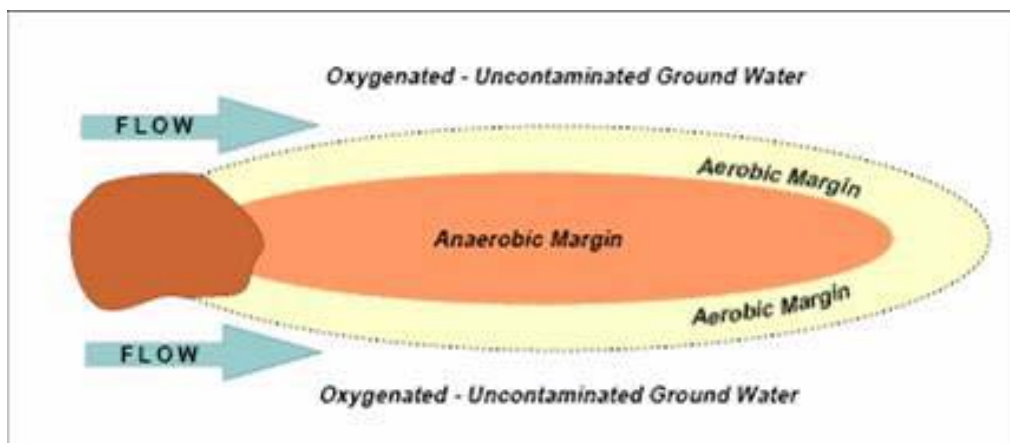 Oxygenated - Uncontaminated Ground Water
FLOW
Aerobic Margin
Anaerobic Margin
Aerobic Margin
FLOW
Oxygenated - Uncontaminated Ground Water